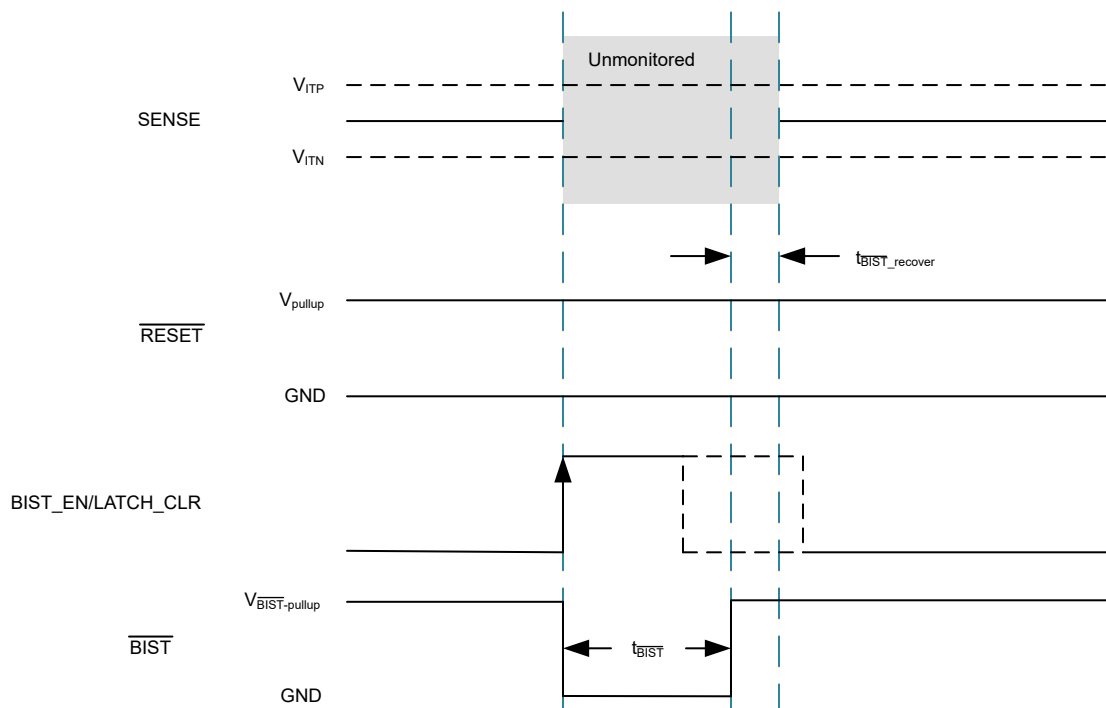 Unmonitored
VITP
SENSE
VITN
tBIST_recover
Vpullup
RESET
GND
BIST_EN/LATCH_CLR
VBIST-pullup
BIST
tBIST
GND